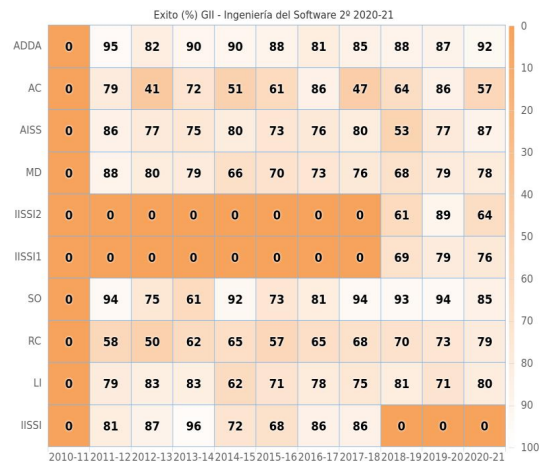 Exito (%) GII - Ingeniería del Software 2º 2020-21
ADDA 0 95 82 90 90 88 81 85 88 87 92
AC 0 79 41 72 51 61 86 47 64 86 57
AISS 0 86 77 75 80 73 76 80 53 77 87
MD 0 88 80 79 66 70 73 76 68 79 78
IISSI2 0 0 0 0 0 0 0 0 61 89 64
IISSI1 0 0 0 0 0 0 0 0 69 79 76
SO 0 94 75 61 92 73 81 94 93 94 85
RC 0 58 50 62 65 57 65 68 70 73 79
LI 0 79 83 83 62 71 78 75 81 71 80
IISSI 0 81 87 96 72 68 86 86 0 0 0
2010-11 2011-12 2012-13 2013-14 2014-15 2015-16 2016-17 2017-18 2018-19 2019-20 2020-21
0
10
20
30
40
50
60
70
80
90
100